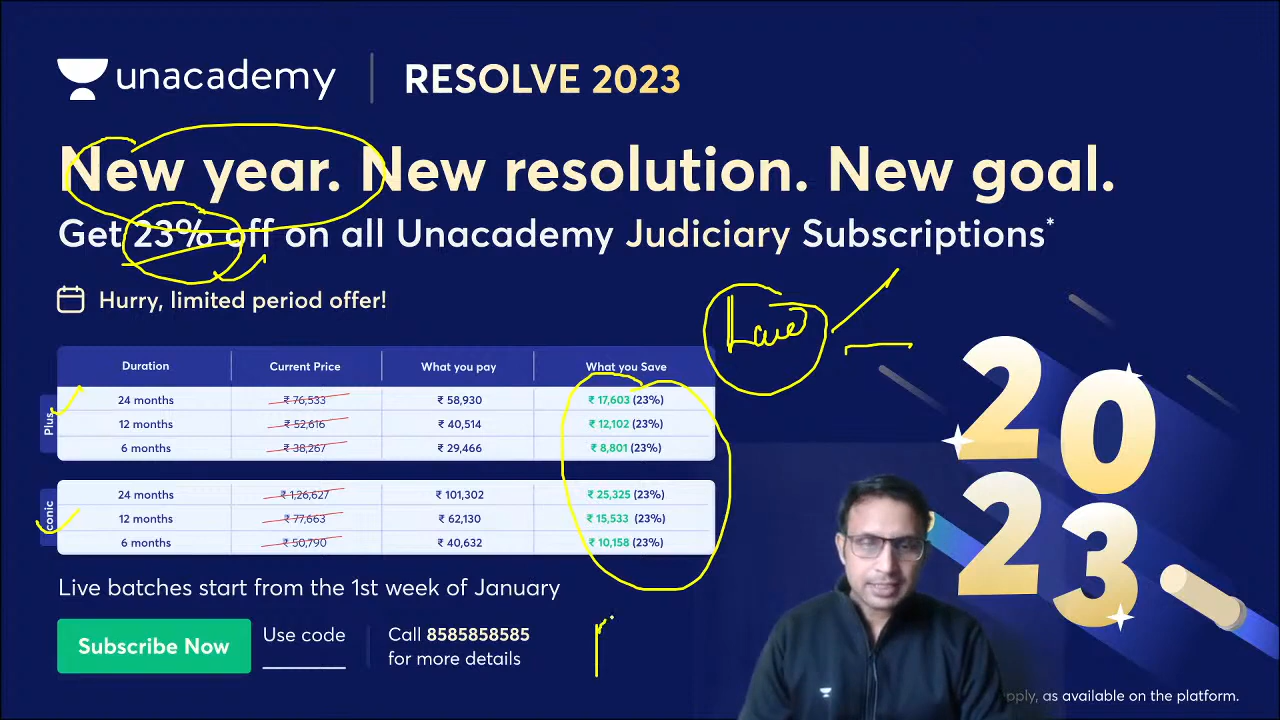 unacademy RESOLVE 2023
New year. New resolution. New goal.
Get 23% off on all Unacademy Judiciary Subscriptions*
Hurry, limited period offer!
Duration Current Price What you pay What you Save
Plus
24 months ₹ 76,533 ₹ 58,930 ₹ 17,603 (23%)
12 months ₹ 52,616 ₹ 40,514 ₹ 12,102 (23%)
6 months ₹ 38,267 ₹ 29,466 ₹ 8,801 (23%)
Iconic
24 months ₹ 1,26,627 ₹ 101,302 ₹ 25,325 (23%)
12 months ₹ 77,663 ₹ 62,130 ₹ 15,533 (23%)
6 months ₹ 50,790 ₹ 40,632 ₹ 10,158 (23%)
2023
Live batches start from the 1st week of January
Subscribe Now
Use code
Call 8585858585
for more details
as available on the platform.